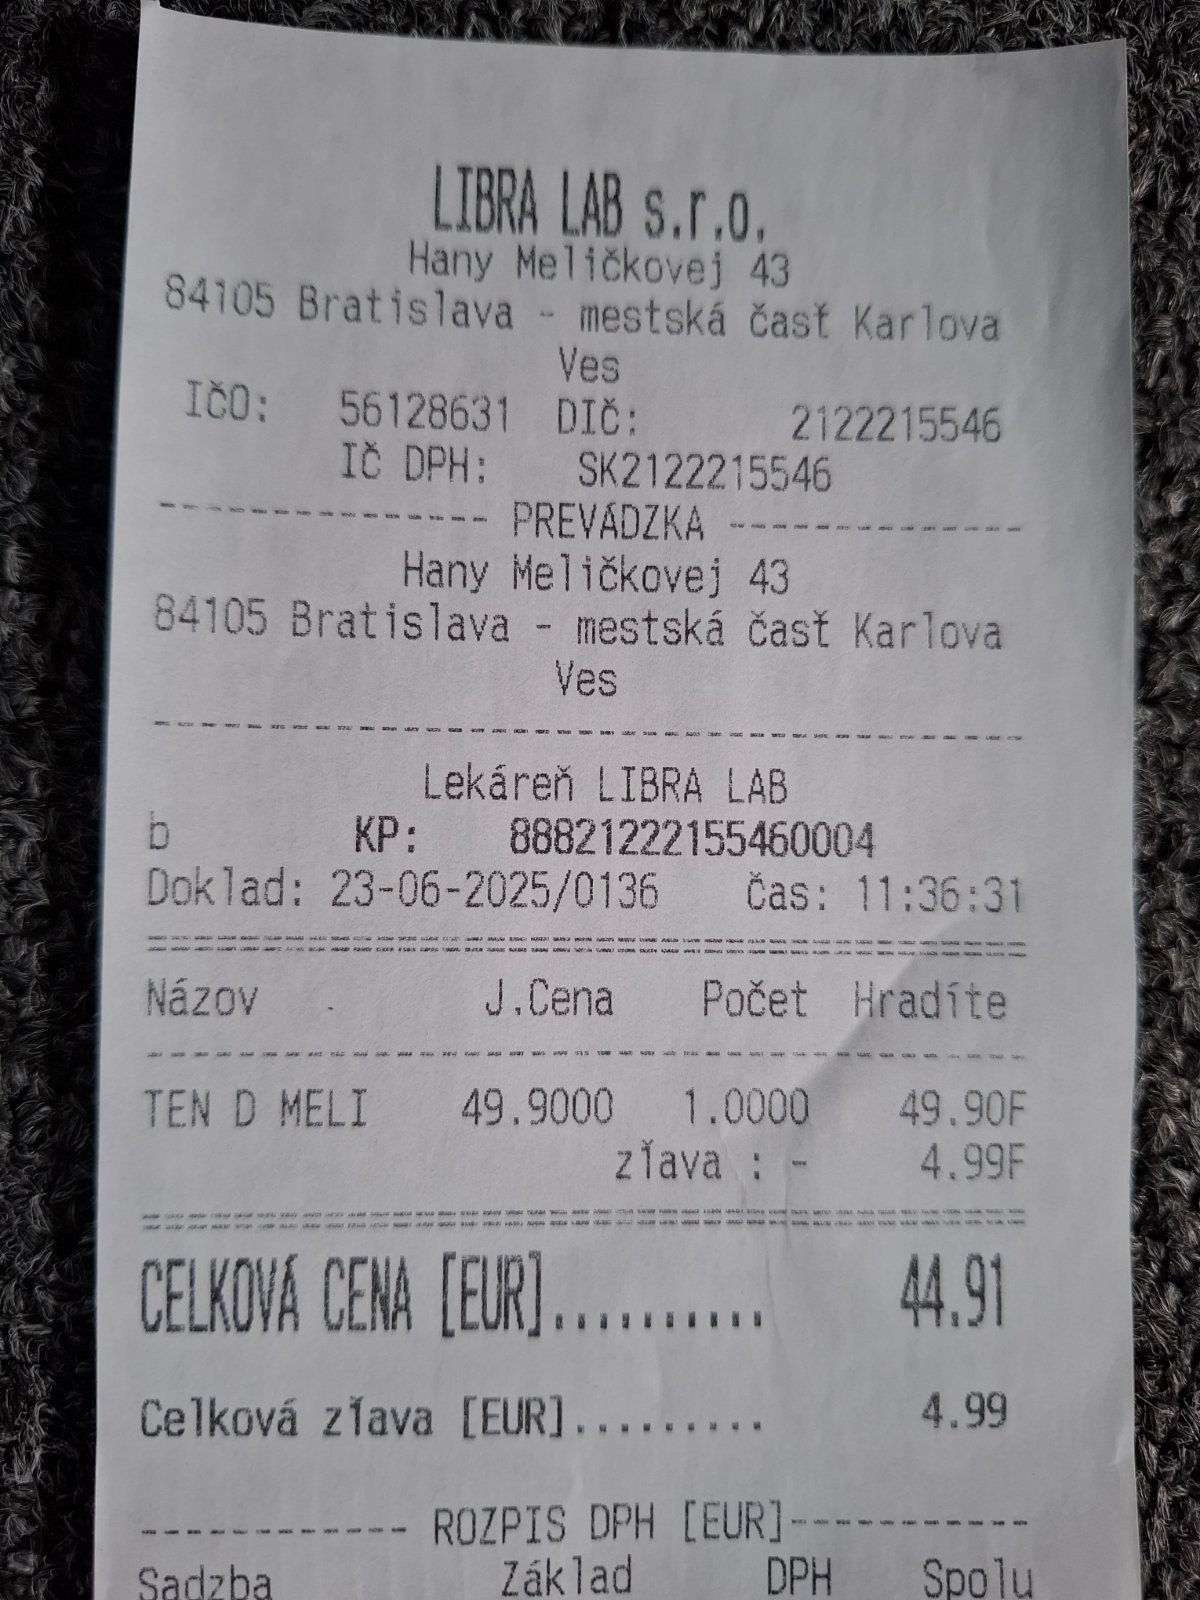 LIBRA LAB s.r.o.
Hany Meličkovej 43
84105 Bratislava - mestská časť Karlova
Ves
IČO: 56128631 DIČ: 2122215546
IČ DPH: SK2122215546
--------------- PREVÁDZKA --------------
Hany Meličkovej 43
84105 Bratislava - mestská časť Karlova
Ves
Lekáreň LIBRA LAB
b KP: 88821222155460004
Doklad: 23-06-2025/0136 Čas: 11:36:31
Názov J.Cena Počet Hradíte
TEN D MELI 49.9000 1.0000 49.90F
zľava : - 4.99F
CELKOVÁ CENA [EUR].......... 44.91
Celková zľava [EUR]......... 4.99
------------ ROZPIS DPH [EUR]-----------
Sadzba Základ DPH Spolu